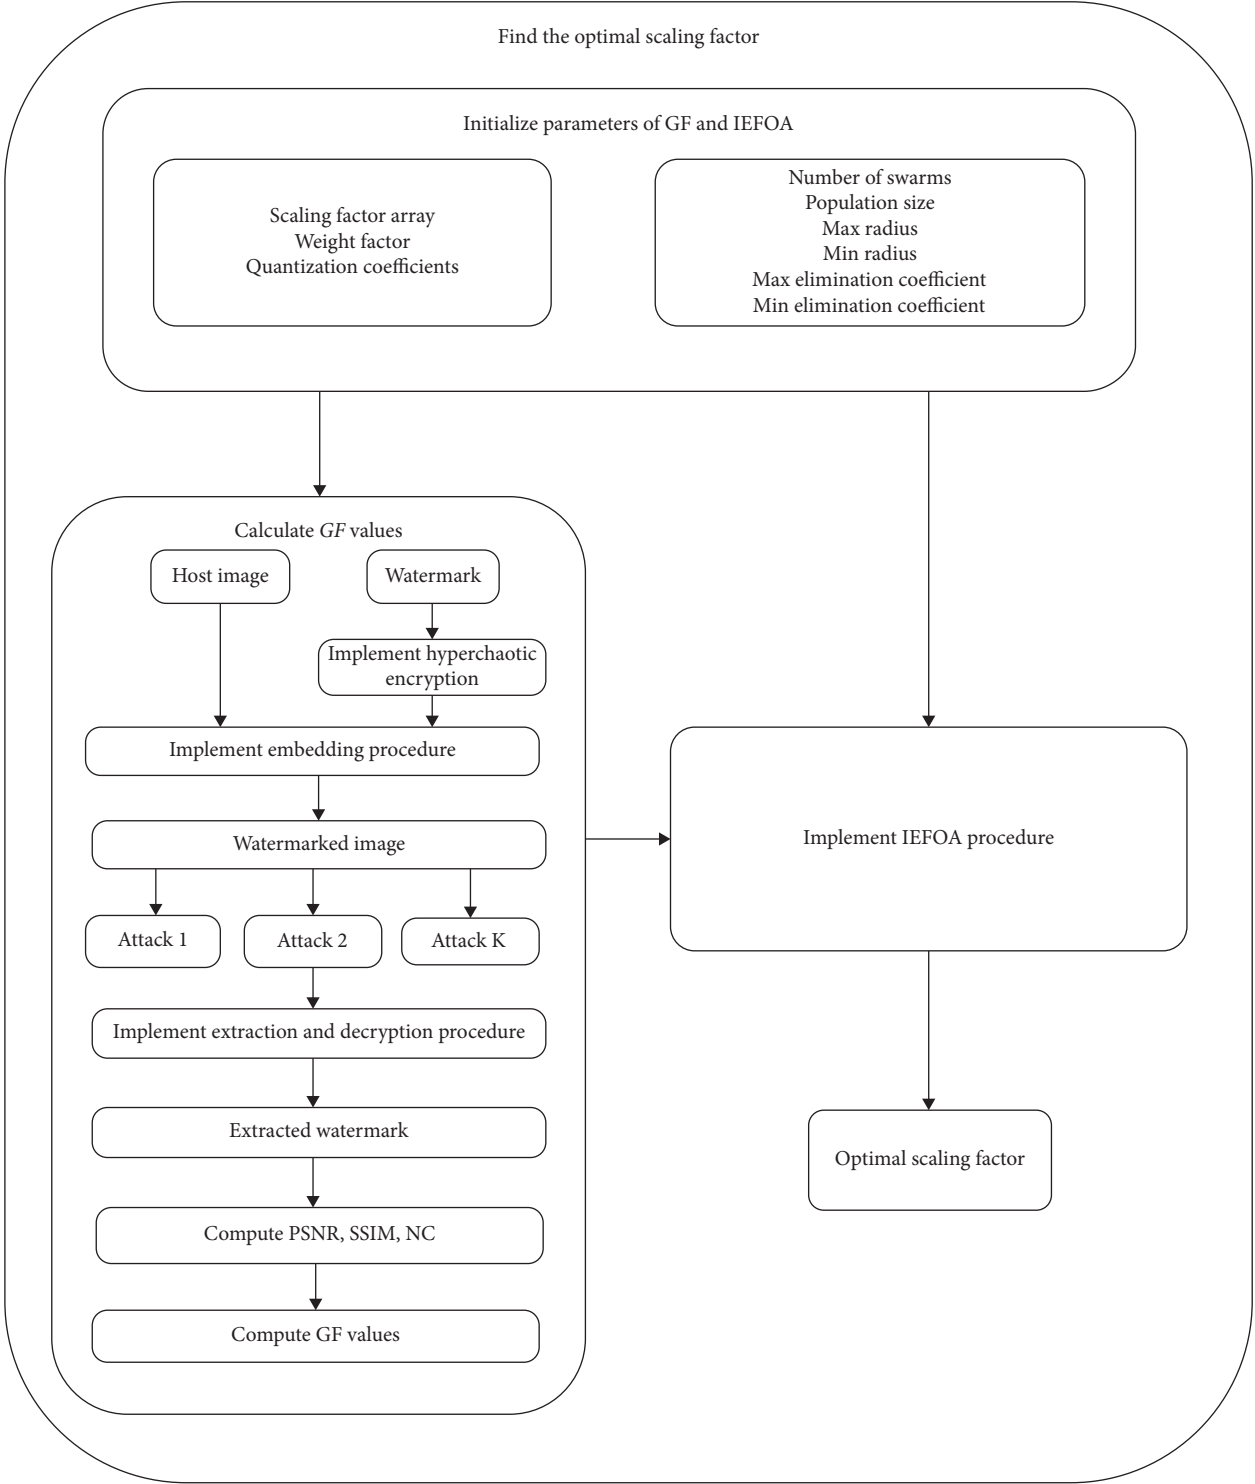 Find the optimal scaling factor
Initialize parameters of GF and IEFOA
Scaling factor array
Weight factor
Quantization coefficients
Number of swarms
Population size
Max radius
Min radius
Max elimination coefficient
Min elimination coefficient
Calculate GF values
Host image
Watermark
Implement hyperchaotic
encryption
Implement embedding procedure
Watermarked image
Attack 1
Attack 2
Attack K
Implement extraction and decryption procedure
Extracted watermark
Compute PSNR, SSIM, NC
Compute GF values
Implement IEFOA procedure
Optimal scaling factor